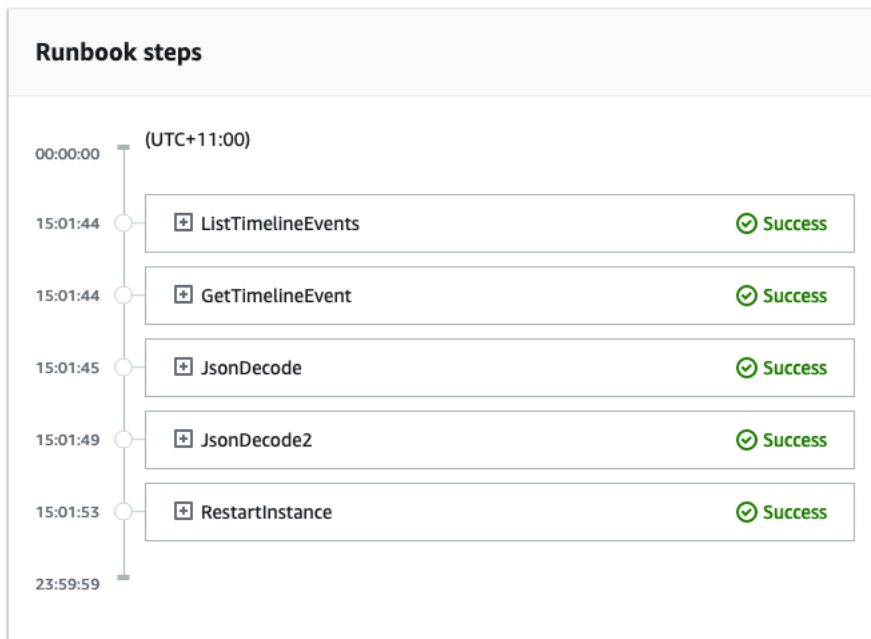 Runbook steps
(UTC+11:00)
00:00:00
15:01:44 ListTimelineEvents Success
15:01:44 GetTimelineEvent Success
15:01:45 JsonDecode Success
15:01:49 JsonDecode2 Success
15:01:53 RestartInstance Success
23:59:59